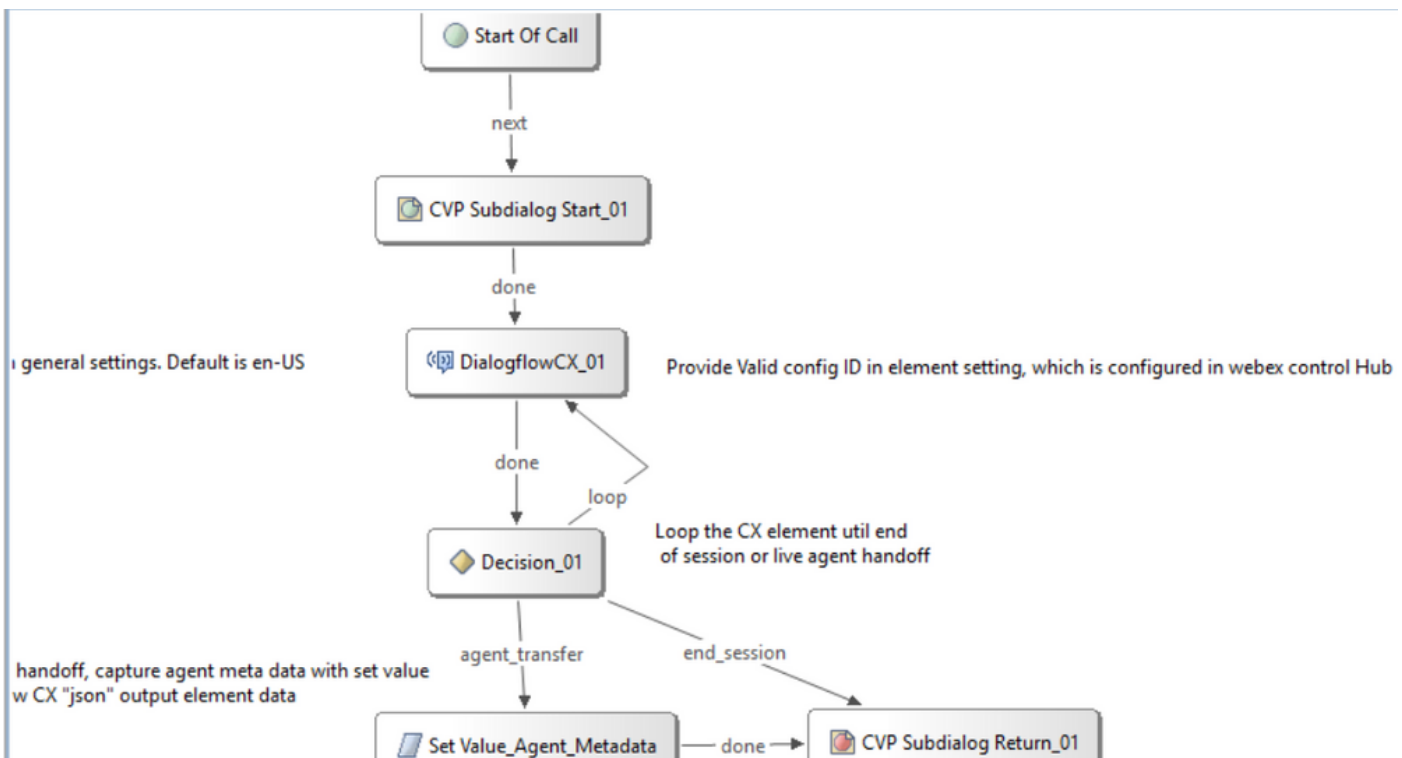 Start Of Call
next
CVP Subdialog Start_01
done
general settings. Default is en-US
DialogflowCX_01
Provide Valid config ID in element setting, which is configured in webex control Hub
done
loop
Loop the CX element util end
of session or live agent handoff
Decision_01
agent_transfer
end_session
handoff, capture agent meta data with set value
w CX "json" output element data
Set Value_Agent_Metadata
done
CVP Subdialog Return_01